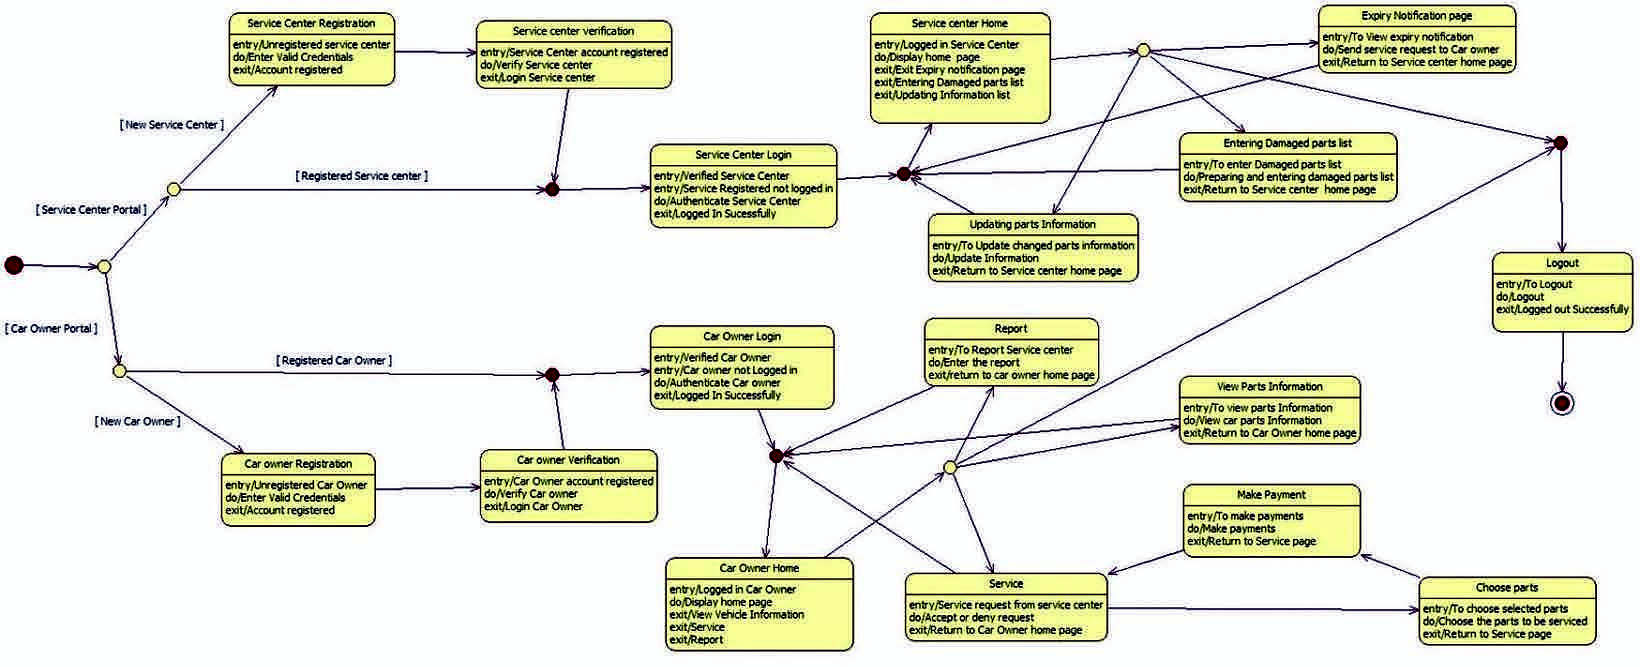 Service Center Registration
entry/Unregistered service center
do/Enter Valid Credentials
exit/Account registered
Service center verification
entry/Service Center account registered
do/Verify Service center
exit/Login Service center
Service center Home
entry/Logged in Service Center
do/Display home page
exit/Exit Expiry notification page
exit/Entering Damaged parts list
exit/Updating Information list
Expiry Notification page
entry/To View expiry notification
do/Send service request to Car owner
exit/Return to Service center home page
[ New Service Center ]
[ Registered Service center ]
[ Service Center Portal ]
Service Center Login
entry/Verified Service Center
entry/Service Registered not logged in
do/Authenticate Service Center
exit/Logged In Sucessfully
Entering Damaged parts list
entry/To enter Damaged parts list
do/Preparing and entering damaged parts list
exit/Return to Service center home page
Updating parts Information
entry/To Update changed parts information
do/Update Information
exit/Return to Service center home page
Logout
entry/To Logout
do/Logout
exit/Logged out Successfully
[ Car Owner Portal ]
[ Registered Car Owner ]
[ New Car Owner ]
Car Owner Login
entry/Verified Car Owner
entry/Car owner not Logged in
do/Authenticate Car owner
exit/Logged In Successfully
Report
entry/To Report Service center
do/Enter the report
exit/return to car owner home page
View Parts Information
entry/To view parts Information
do/View car parts Information
exit/Return to Car Owner home page
Car owner Registration
entry/Unregistered Car Owner
do/Enter Valid Credentials
exit/Account registered
Car owner Verification
entry/Car Owner account registered
do/Verify Car owner
exit/Login Car Owner
Make Payment
entry/To make payments
do/Make payments
exit/Return to Service page
Car Owner Home
entry/Logged in Car Owner
do/Display home page
exit/View Vehicle Information
exit/Service
exit/Report
Service
entry/Service request from service center
do/Accept or deny request
exit/Return to Car Owner home page
Choose parts
entry/To choose selected parts
do/Choose the parts to be serviced
exit/Return to Service page